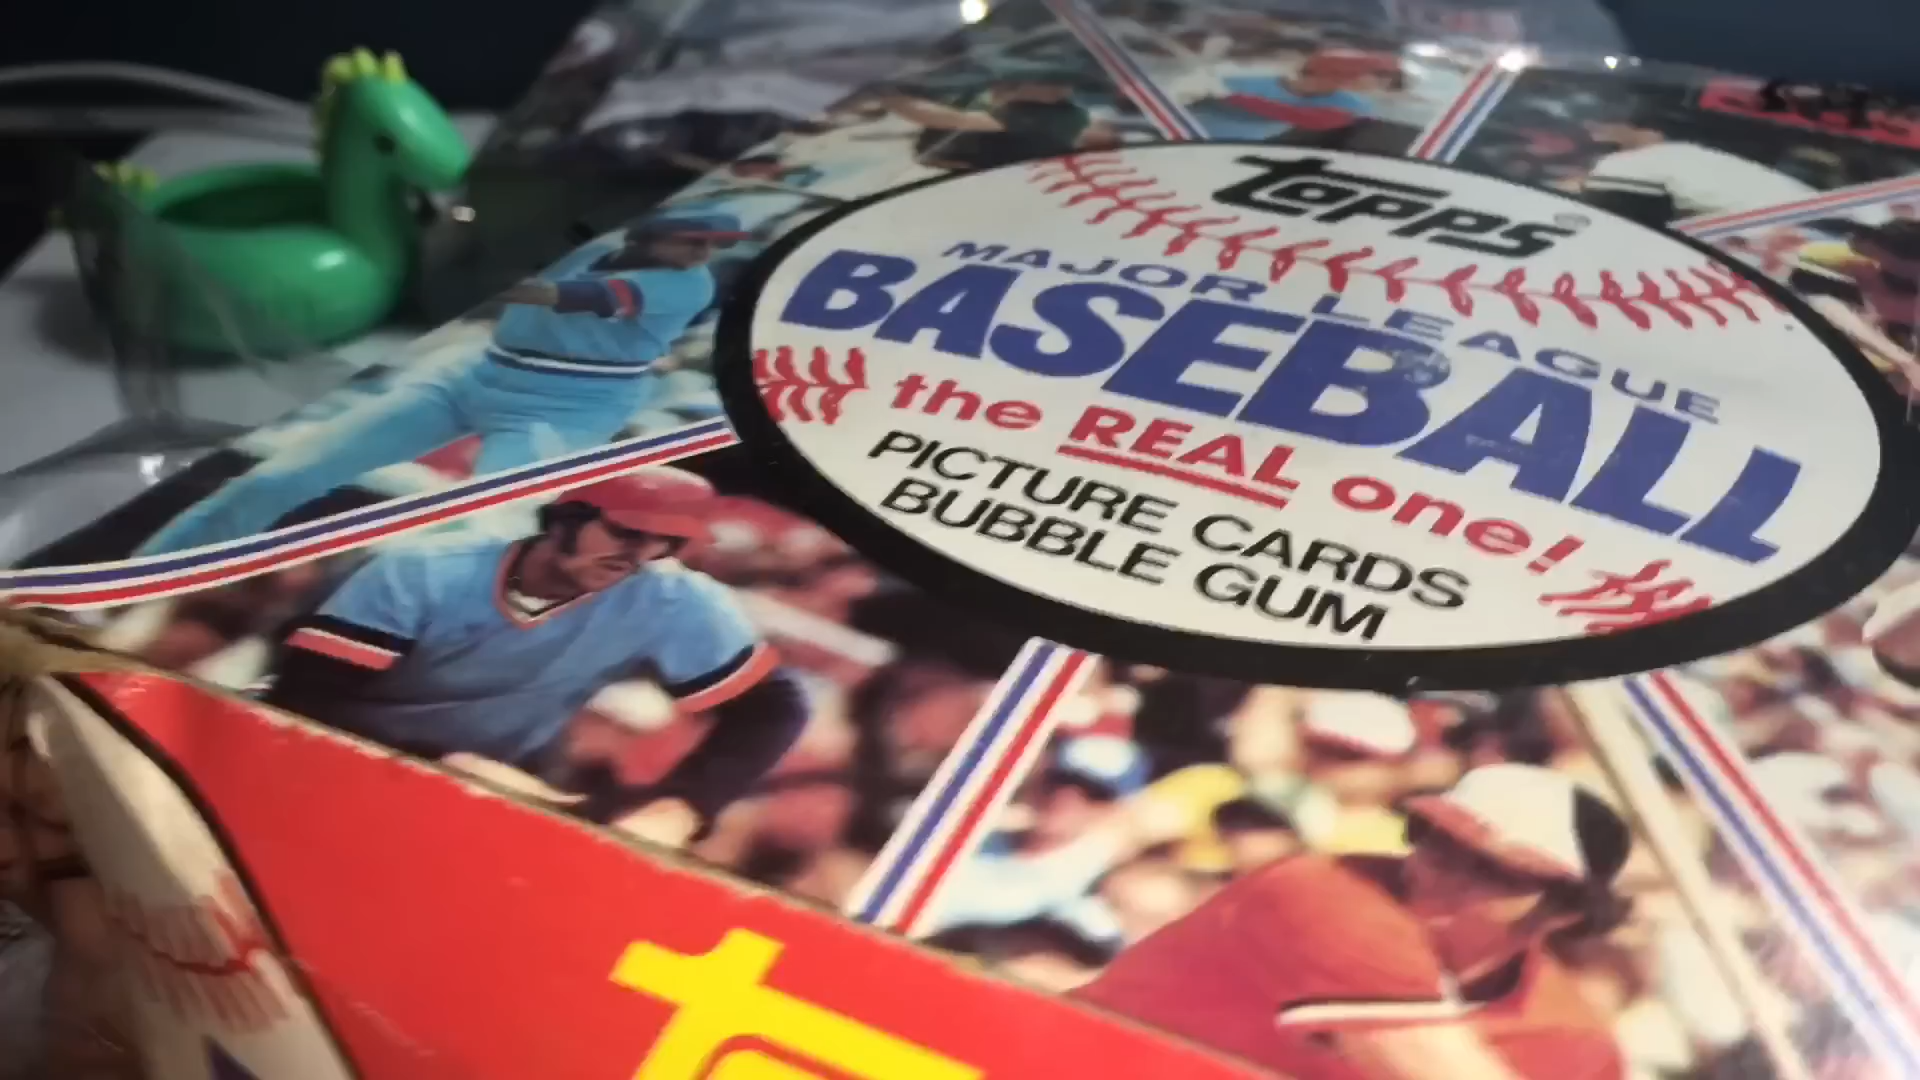 topps®
MAJOR LEAGUE
BASEBALL
the REAL one!
PICTURE CARDS
BUBBLE GUM